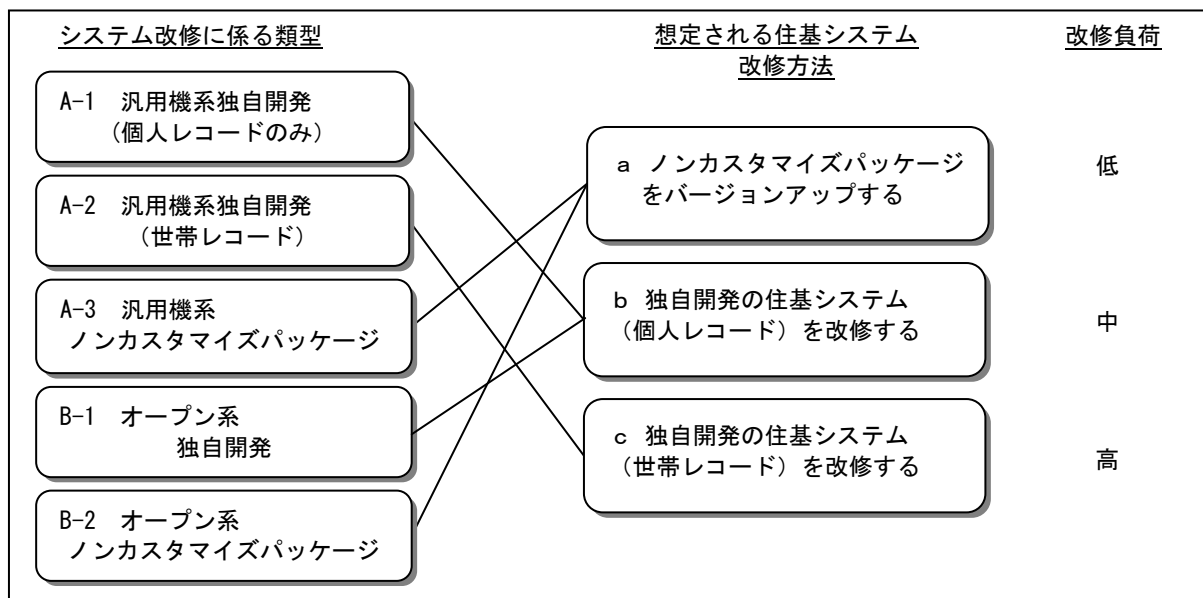 システム改修に係る類型
A-1 汎用機系独自開発
（個人レコードのみ）
A-2 汎用機系独自開発
（世帯レコード）
A-3 汎用機系
ノンカスタマイズパッケージ
B-1 オープン系
独自開発
B-2 オープン系
ノンカスタマイズパッケージ
想定される住基システム
改修方法
a ノンカスタマイズパッケージ
をバージョンアップする
b 独自開発の住基システム
（個人レコード）を改修する
c 独自開発の住基システム
（世帯レコード）を改修する
改修負荷
低
中
高